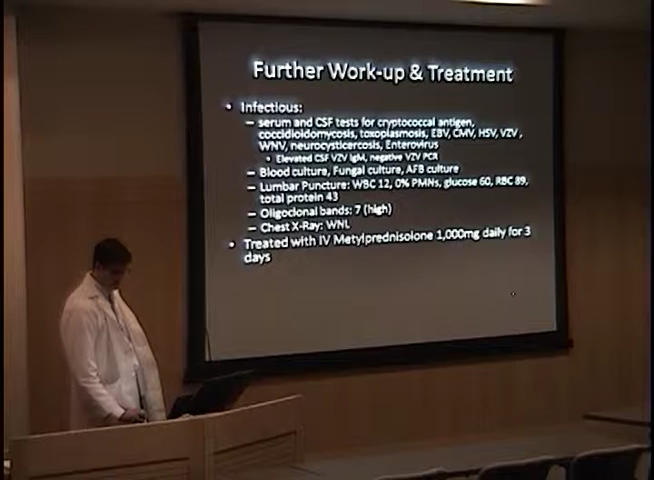 Further Work-up & Treatment
• Infectious:
– serum and CSF tests for cryptococcal antigen,
coccidioidomycosis, toxoplasmosis, EBV, CMV, HSV, VZV,
WNV, neurocysticercosis, Enterovirus
• Elevated CSF VZV IgM, negative VZV PCR
– Blood culture, Fungal culture, AFB culture
– Lumbar Puncture: WBC 12, 0% PMNs, glucose 60, RBC 89,
total protein 43
– Oligoclonal bands: 7 (high)
– Chest X-Ray: WNL
• Treated with IV Metylprednisolone 1,000mg daily for 3
days